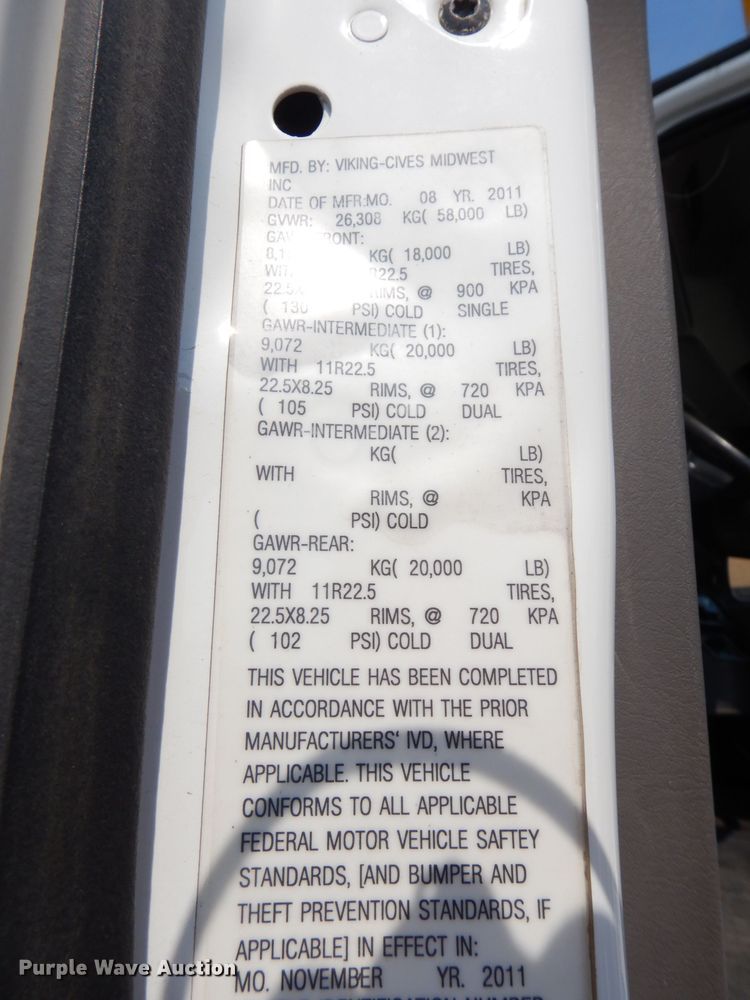 MFD. BY: VIKING-CIVES MIDWEST
INC
DATE OF MFR:MO. 08 YR. 2011
GVWR: 26,308 KG( 58,000 LB)
KG( 18,000 LB)
TIRES,
RIMS, @ 900 KPA
( 130 PSI) COLD SINGLE
GAWR-INTERMEDIATE (1):
9,072 KG( 20,000 LB)
WITH 11R22.5 TIRES,
22.5X8.25 RIMS, @ 720 KPA
( 105 PSI) COLD DUAL
GAWR-INTERMEDIATE (2):
KG( LB)
WITH TIRES,
RIMS, @ KPA
( PSI) COLD
GAWR-REAR:
9,072 KG( 20,000 LB)
WITH 11R22.5 TIRES,
22.5X8.25 RIMS, @ 720 KPA
( 102 PSI) COLD DUAL
THIS VEHICLE HAS BEEN COMPLETED
IN ACCORDANCE WITH THE PRIOR
MANUFACTURERS' IVD, WHERE
APPLICABLE. THIS VEHICLE
CONFORMS TO ALL APPLICABLE
FEDERAL MOTOR VEHICLE SAFTEY
STANDARDS, [AND BUMPER AND
THEFT PREVENTION STANDARDS, IF
APPLICABLE] IN EFFECT IN:
MO. NOVEMBER YR. 2011
IDENTIFICATION NUMBER
Purple Wave Auction